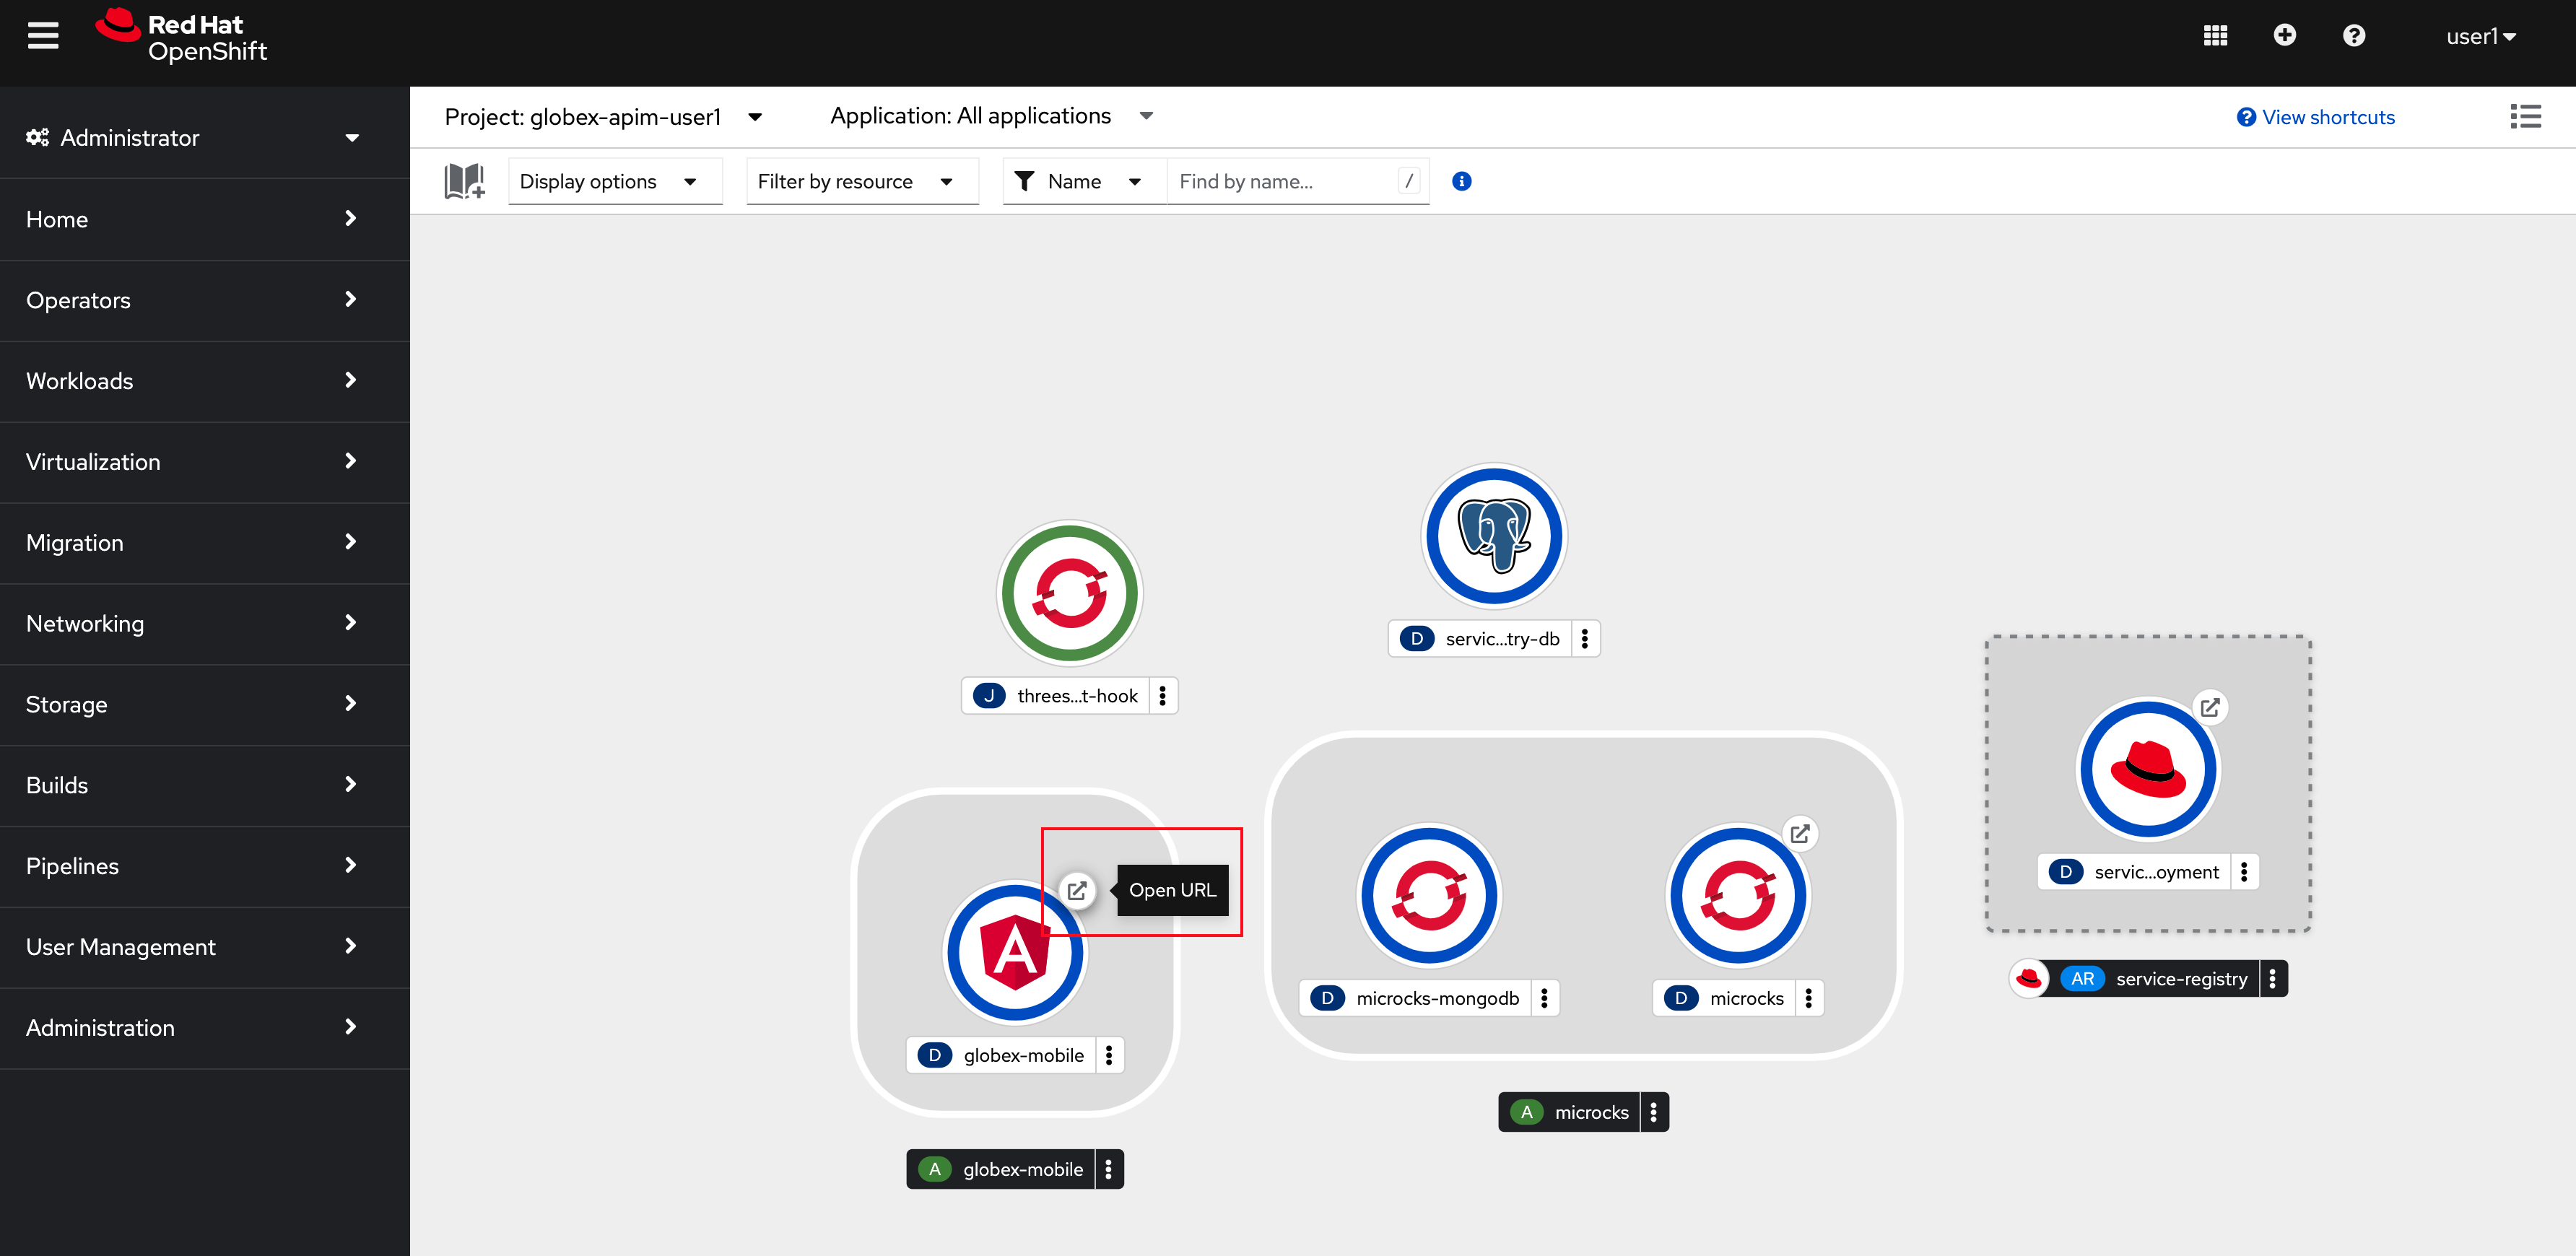 Red Hat
OpenShift
user1
Administrator
Home
Operators
Workloads
Virtualization
Migration
Networking
Storage
Builds
Pipelines
User Management
Administration
Project: globex-apim-user1
Application: All applications
View shortcuts
Display options
Filter by resource
Name
Find by name...
/
D servic...try-db
J threes...t-hook
Open URL
D servic...oyment
AR service-registry
D microcks-mongodb
D microcks
D globex-mobile
A microcks
A globex-mobile